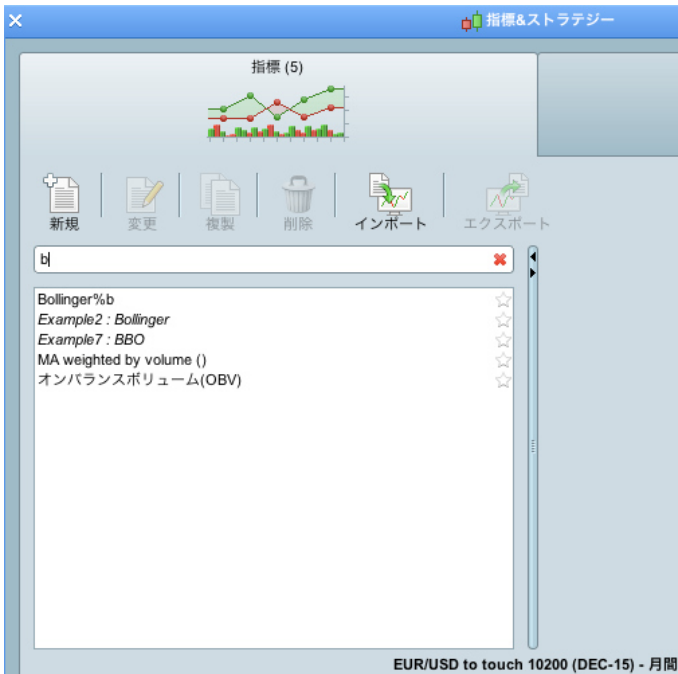 指標&ストラテジー
指標 (5)
新規
変更
複製
削除
インポート
エクスポート
b
Bollinger%b
Example2 : Bollinger
Example7 : BBO
MA weighted by volume ()
オンバランスボリューム(OBV)
EUR/USD to touch 10200 (DEC-15) - 月間